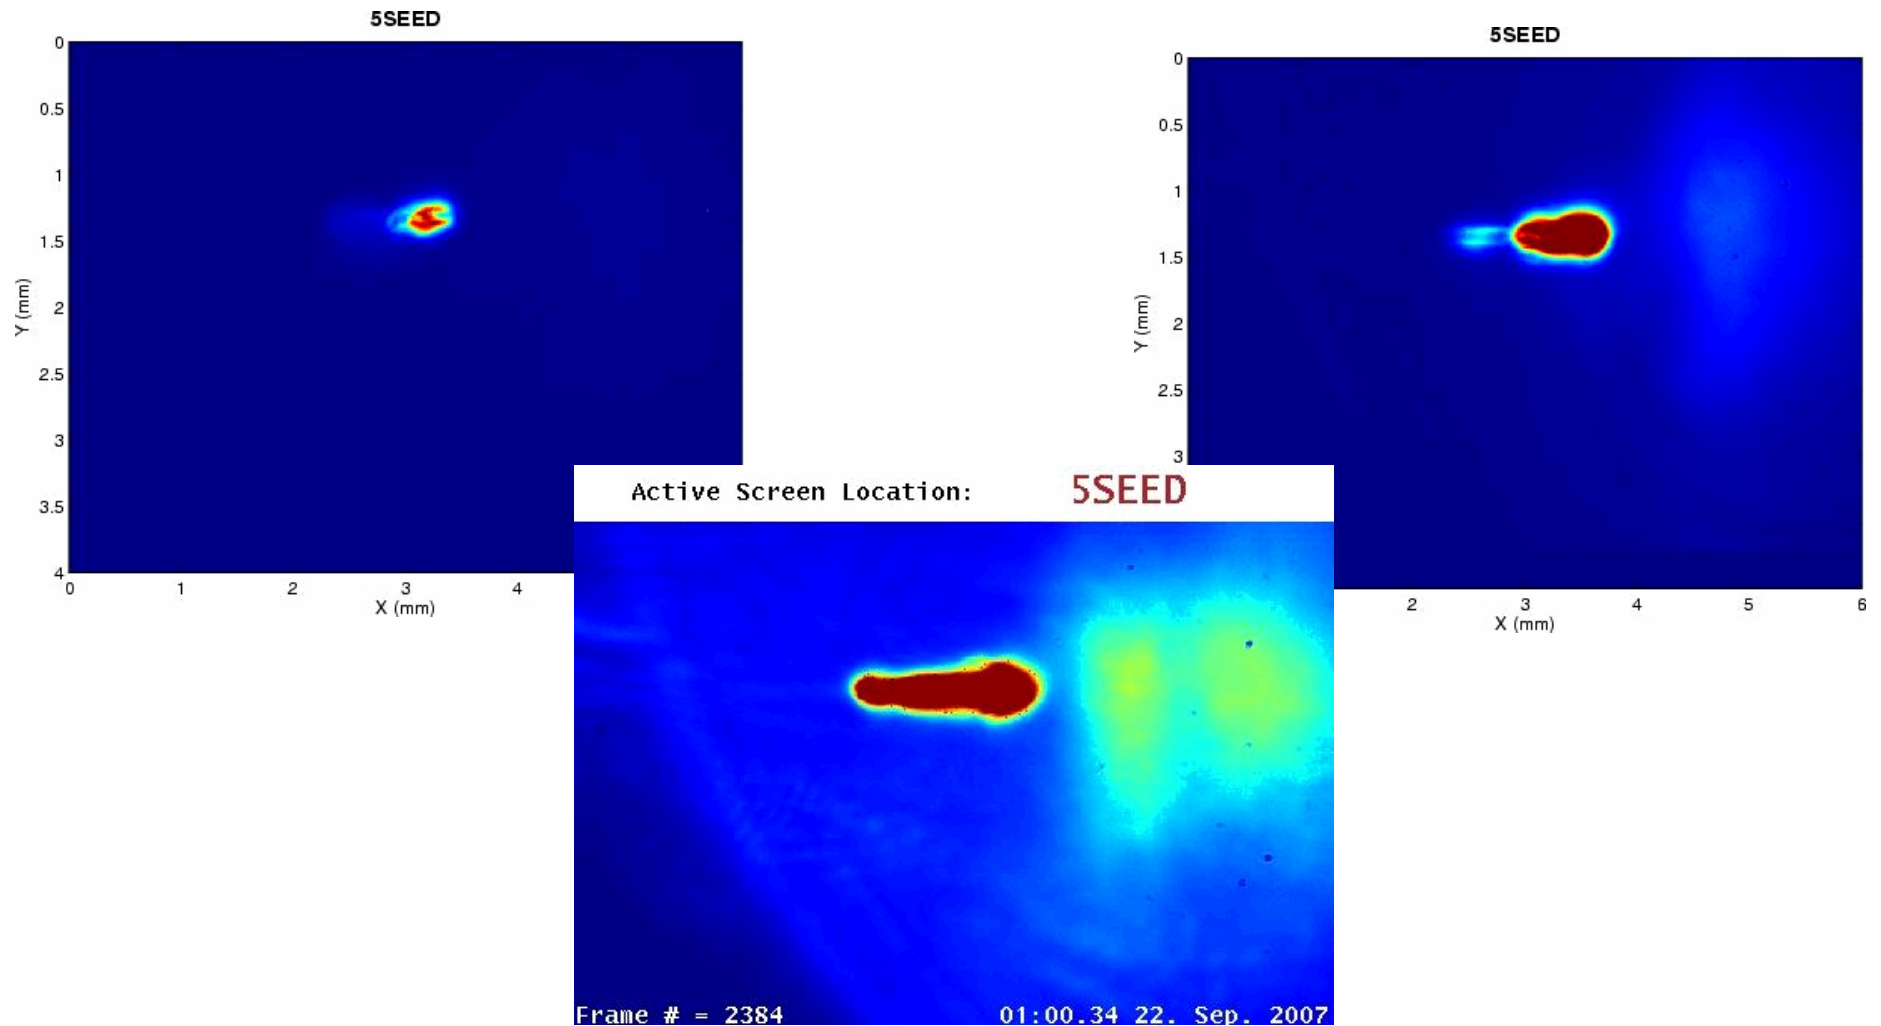 5SEED
0
0.5
1
1.5
2
2.5
3
3.5
4
Y (mm)
0 1 2 3 4
X (mm)
5SEED
0
0.5
1
1.5
2
2.5
3
Y (mm)
2 3 4 5 6
X (mm)
Active Screen Location: 5SEED
Frame # = 2384 01:00.34 22. Sep. 2007